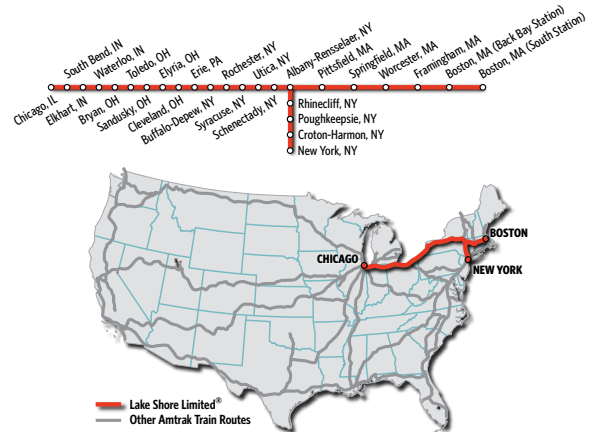 Chicago, IL
South Bend, IN
Elkhart, IN
Waterloo, IN
Bryan, OH
Toledo, OH
Sandusky, OH
Elyria, OH
Cleveland, OH
Erie, PA
Buffalo-Depew, NY
Rochester, NY
Syracuse, NY
Utica, NY
Schenectady, NY
Albany-Rensselaer, NY
Pittsfield, MA
Springfield, MA
Worcester, MA
Framingham, MA
Boston, MA (Back Bay Station)
Boston, MA (South Station)
Rhinecliff, NY
Poughkeepsie, NY
Croton-Harmon, NY
New York, NY
CHICAGO
BOSTON
NEW YORK
Lake Shore Limited®
Other Amtrak Train Routes